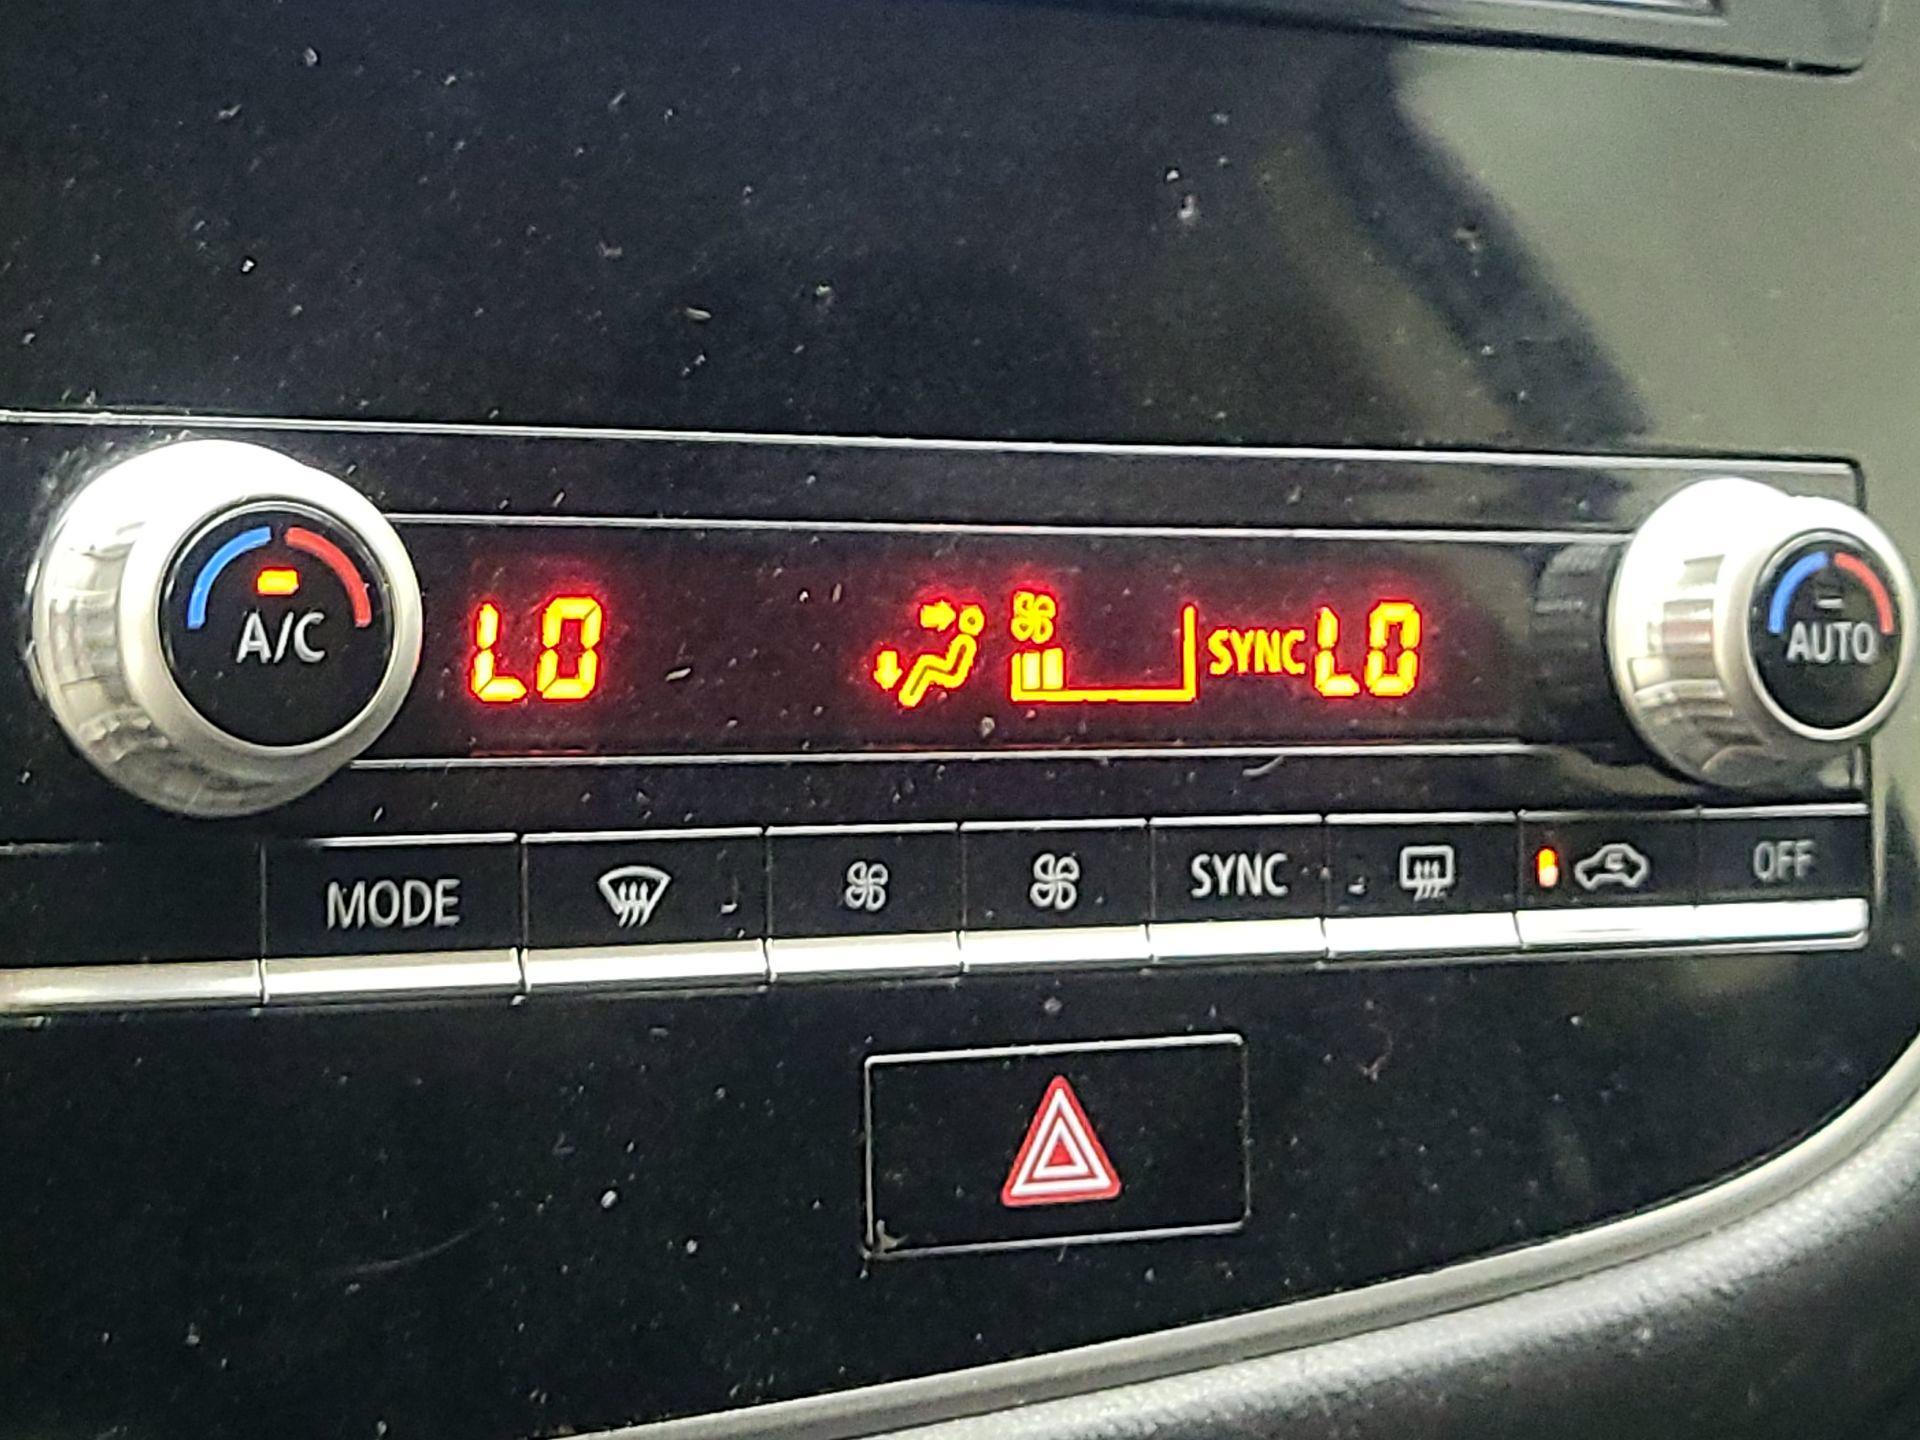 A/C
LO SYNC LO
AUTO
MODE SYNC OFF